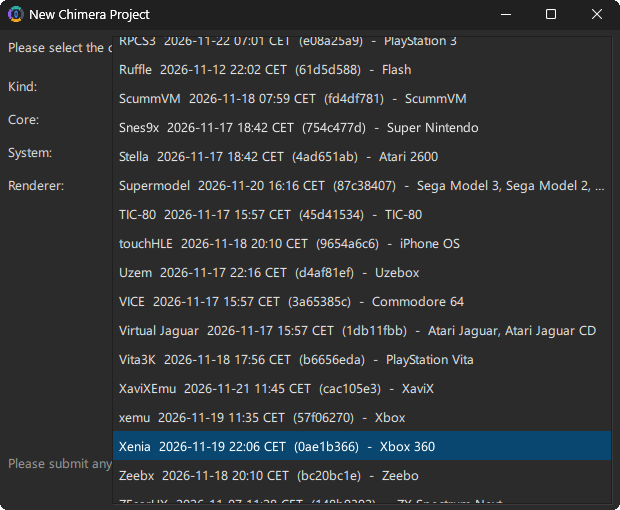 New Chimera Project
Please select the c
RPCS3 2026-11-22 07:01 CET (e08a25a9) - PlayStation 3
Ruffle 2026-11-12 22:02 CET (61d5d588) - Flash
Kind:
ScummVM 2026-11-18 07:59 CET (fd4df781) - ScummVM
Core:
Snes9x 2026-11-17 18:42 CET (754c477d) - Super Nintendo
System:
Stella 2026-11-17 18:42 CET (4ad651ab) - Atari 2600
Renderer:
Supermodel 2026-11-20 16:16 CET (87c38407) - Sega Model 3, Sega Model 2, ...
TIC-80 2026-11-17 15:57 CET (45d41534) - TIC-80
touchHLE 2026-11-18 20:10 CET (9654a6c6) - iPhone OS
Uzem 2026-11-17 22:16 CET (d4af81ef) - Uzebox
VICE 2026-11-17 15:57 CET (3a65385c) - Commodore 64
Virtual Jaguar 2026-11-17 15:57 CET (1db11fbb) - Atari Jaguar, Atari Jaguar CD
Vita3K 2026-11-18 17:56 CET (b6656eda) - PlayStation Vita
XaviXEmu 2026-11-21 11:45 CET (cac105e3) - XaviX
xemu 2026-11-19 11:35 CET (57f06270) - Xbox
Xenia 2026-11-19 22:06 CET (0ae1b366) - Xbox 360
Please submit any
Zeebx 2026-11-18 20:10 CET (bc20bc1e) - Zeebo